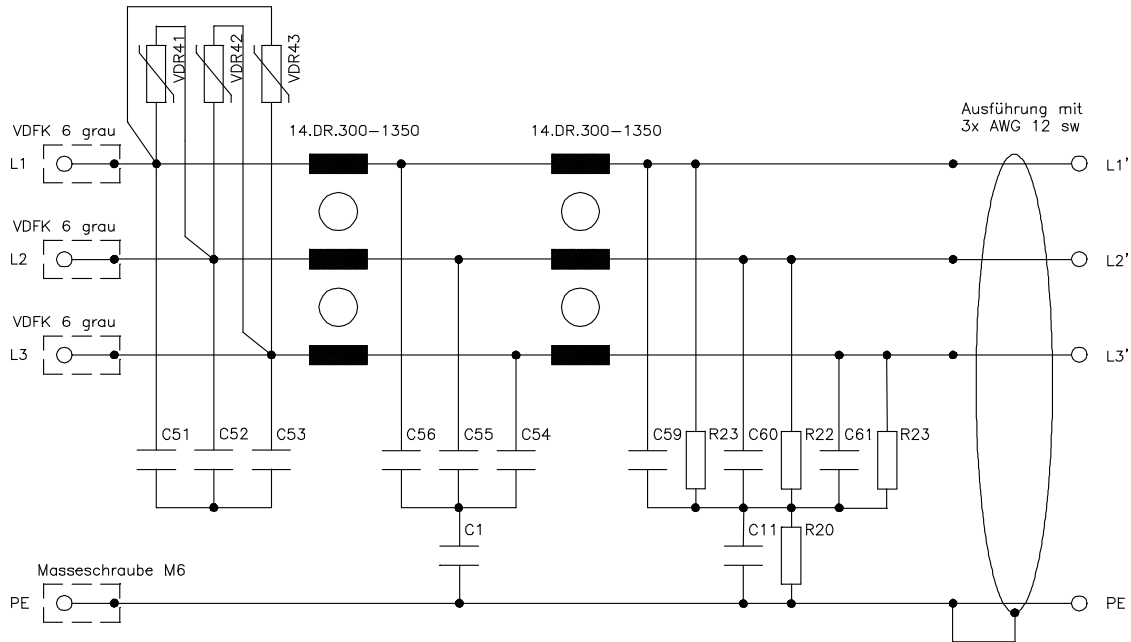 VDR41
VDR42
VDR43
Ausführung mit
3x AWG 12 sw
VDFK 6 grau
14.DR.300-1350
14.DR.300-1350
L1
L1'
VDFK 6 grau
L2
L2'
VDFK 6 grau
L3
L3'
C51
C52
C53
C56
C55
C54
C59
R23
C60
R22
C61
R23
C1
C11
R20
Masseschraube M6
PE
PE